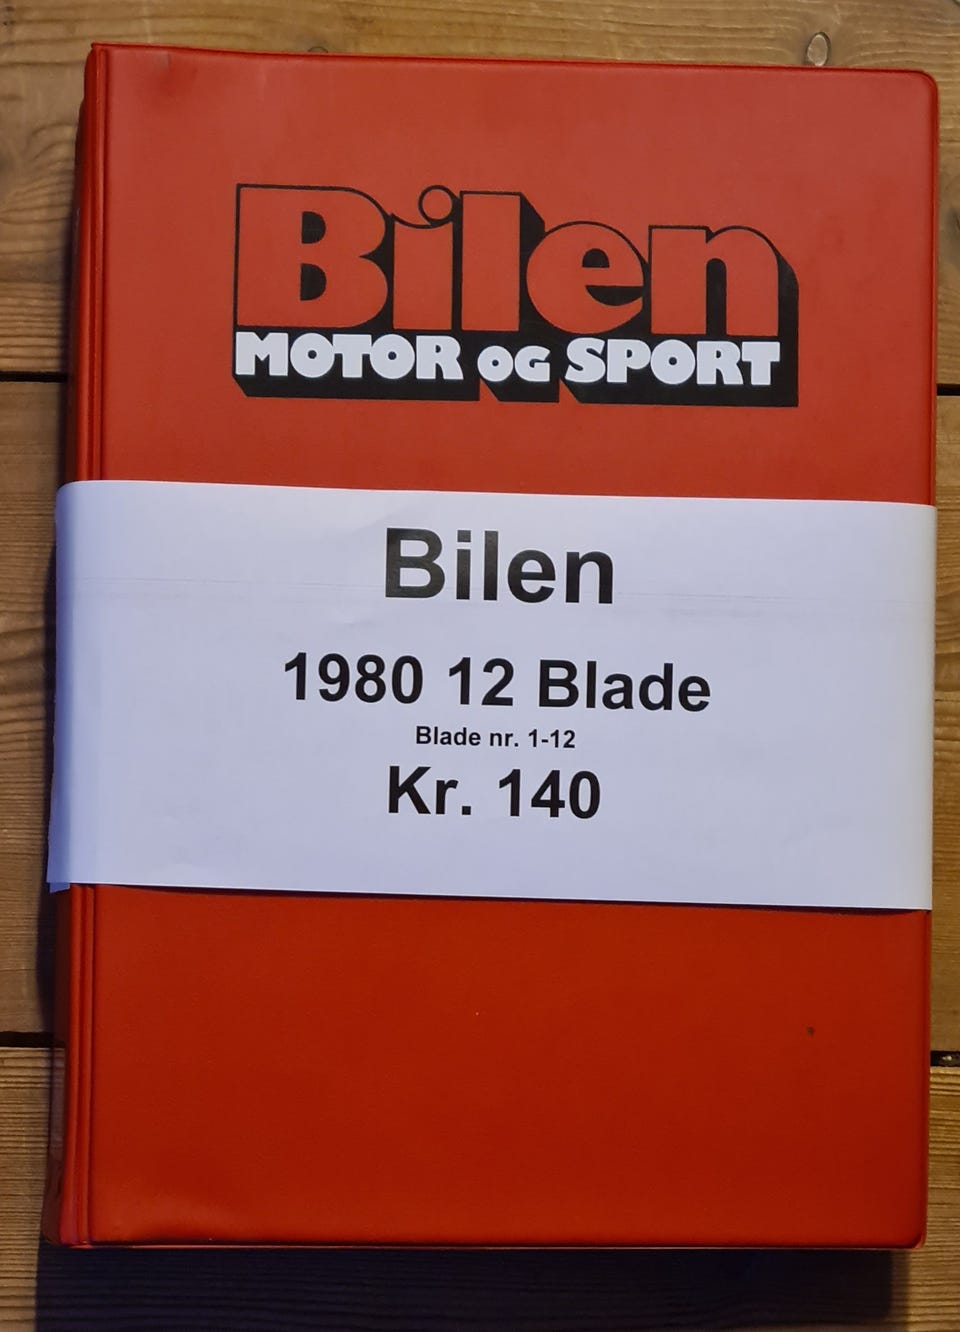 Bilen
MOTOR OG SPORT
Bilen
1980 12 Blade
Blade nr. 1-12
Kr. 140